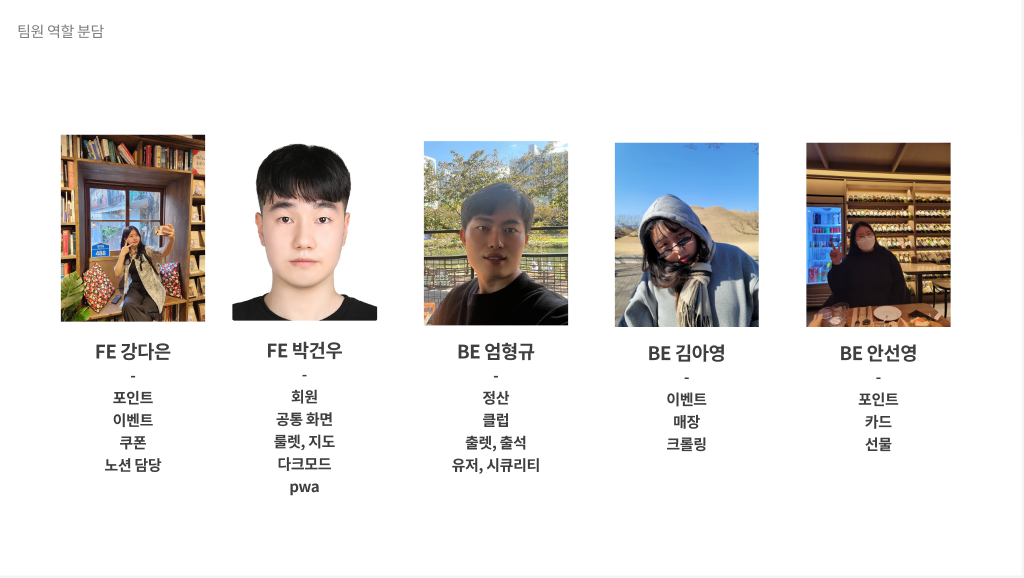 팀원 역할 분담
FE 강다은
-
포인트
이벤트
쿠폰
노션 담당
FE 박건우
-
회원
공통 화면
룰렛, 지도
다크모드
pwa
BE 엄형규
-
정산
클럽
출렛, 출석
유저, 시큐리티
BE 김아영
-
이벤트
매장
크롤링
BE 안선영
-
포인트
카드
선물